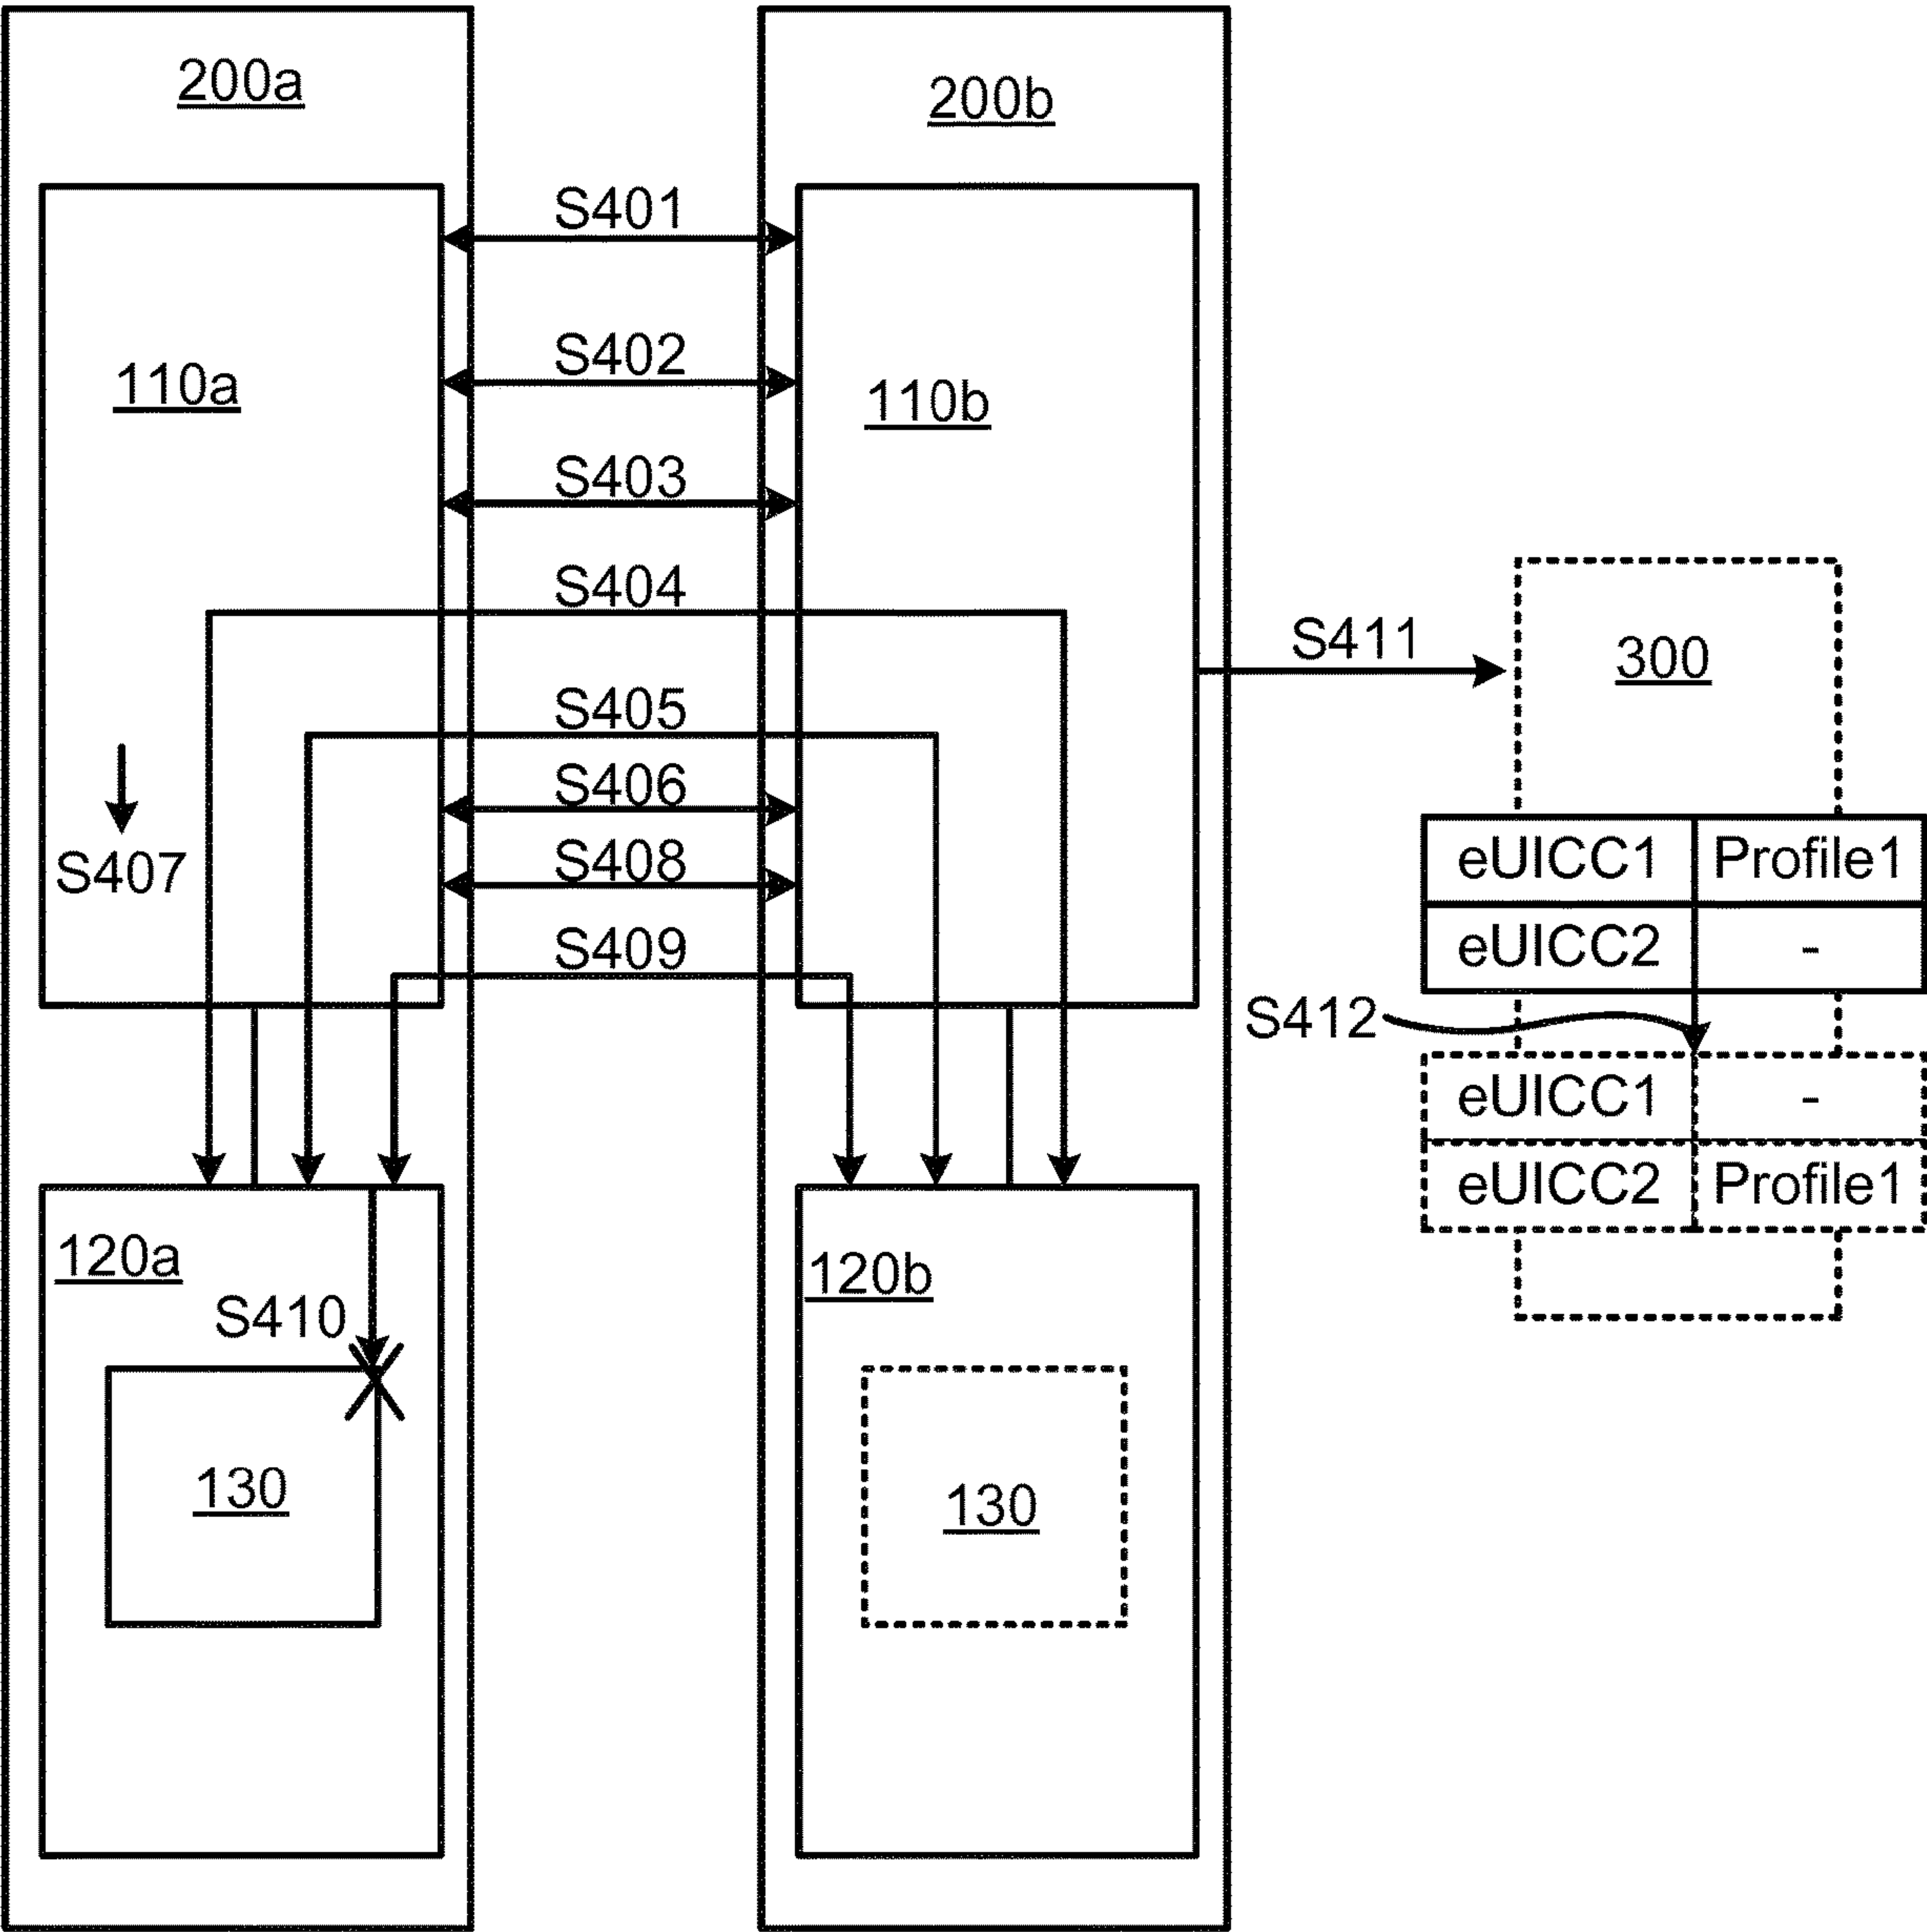 200a
200b
S401
S402
110a
110b
S403
S404
S411
300
S405
S406
S407
S408
eUICC1 Profile1
eUICC2 -
S409
S412
eUICC1 -
eUICC2 Profile1
120a
120b
S410
130
130